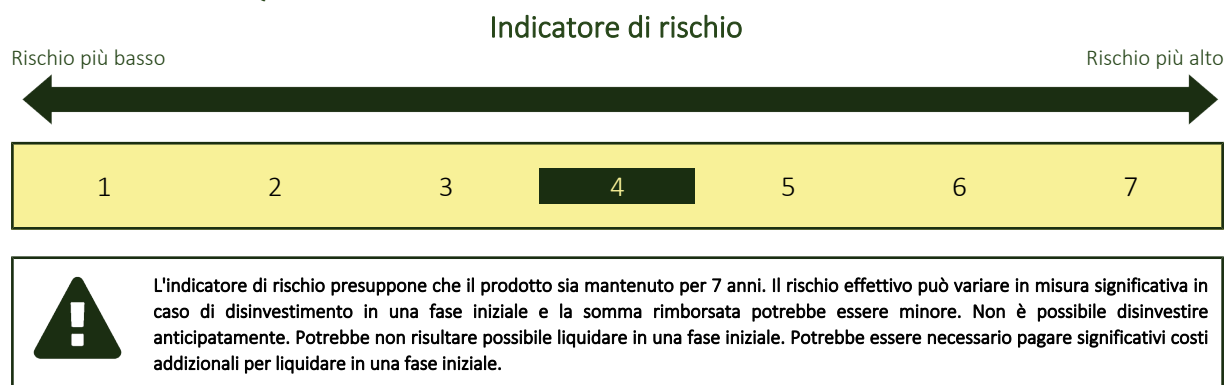 Indicatore di rischio
Rischio più basso
Rischio più alto
1 2 3 4 5 6 7
L'indicatore di rischio presuppone che il prodotto sia mantenuto per 7 anni. Il rischio effettivo può variare in misura significativa in
caso di disinvestimento in una fase iniziale e la somma rimborsata potrebbe essere minore. Non è possibile disinvestire
anticipatamente. Potrebbe non risultare possibile liquidare in una fase iniziale. Potrebbe essere necessario pagare significativi costi
addizionali per liquidare in una fase iniziale.